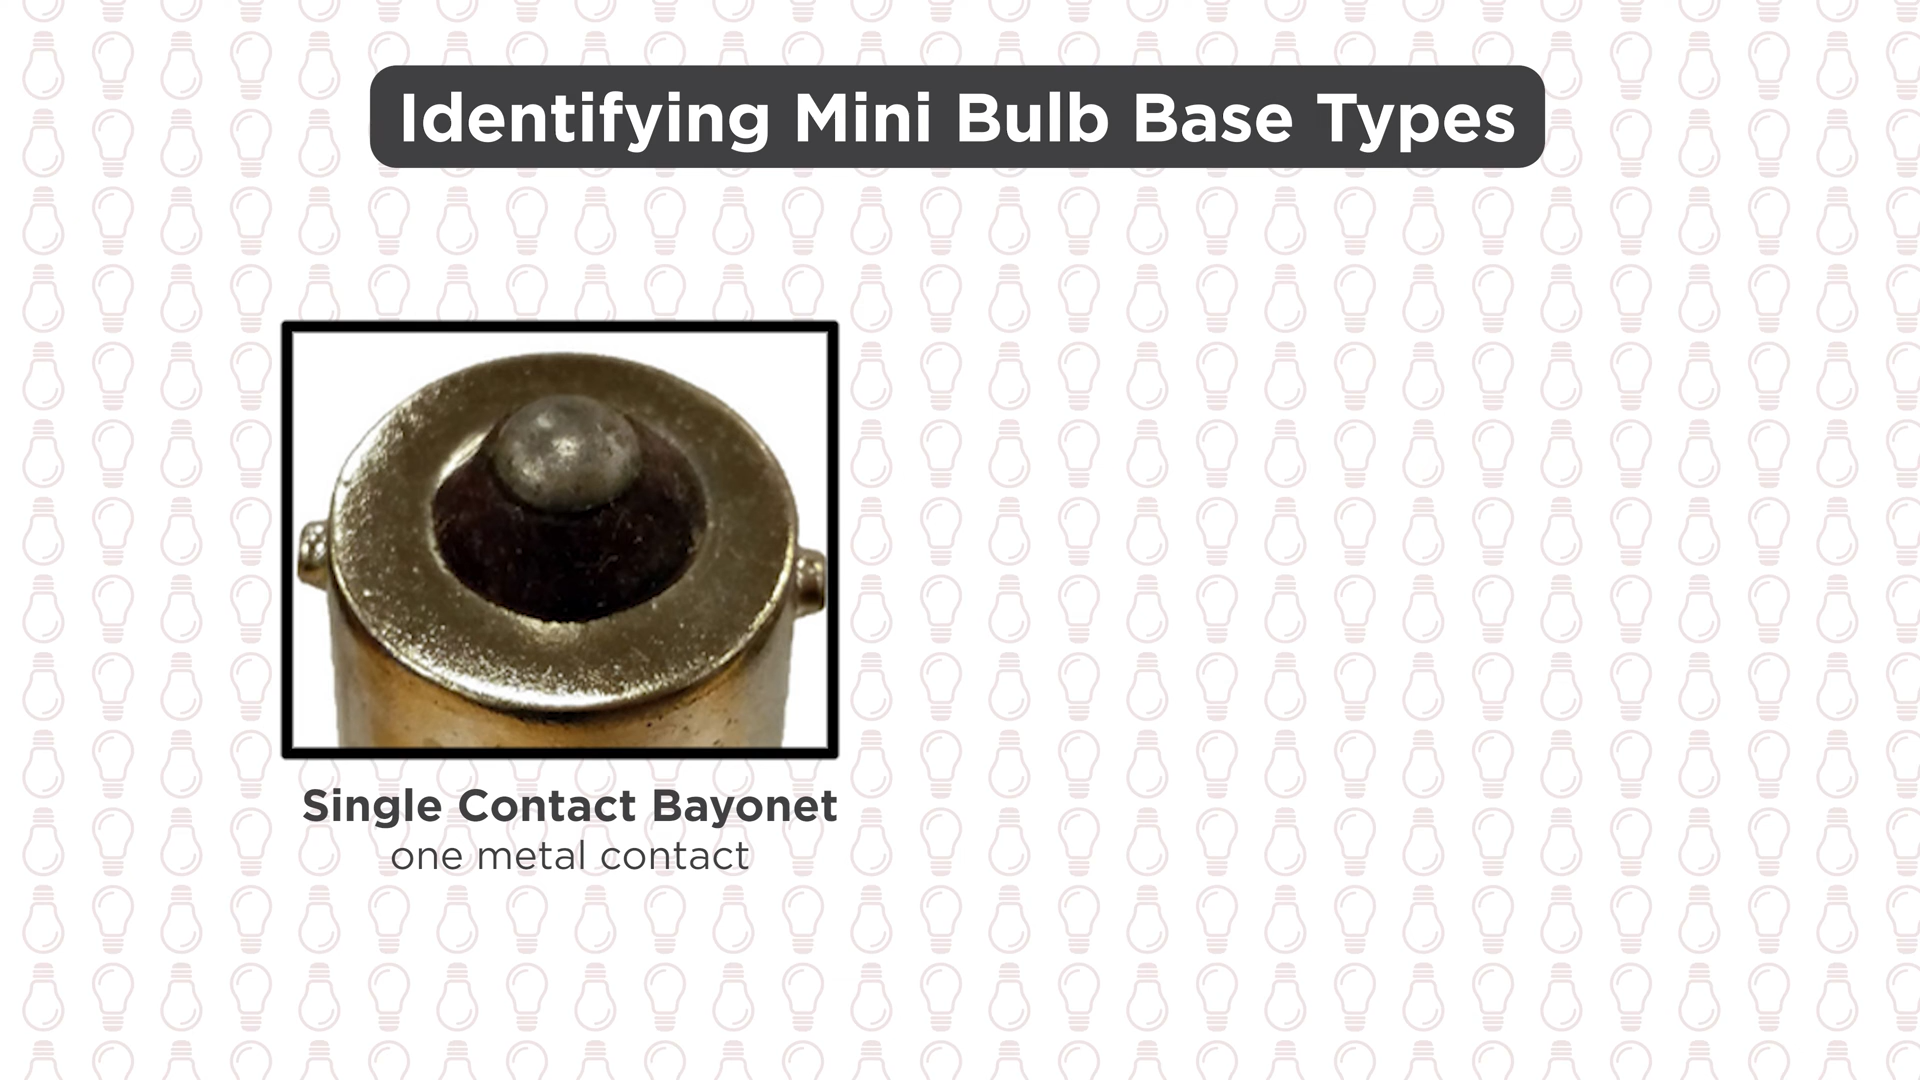 Identifying Mini Bulb Base Types
Single Contact Bayonet
one metal contact